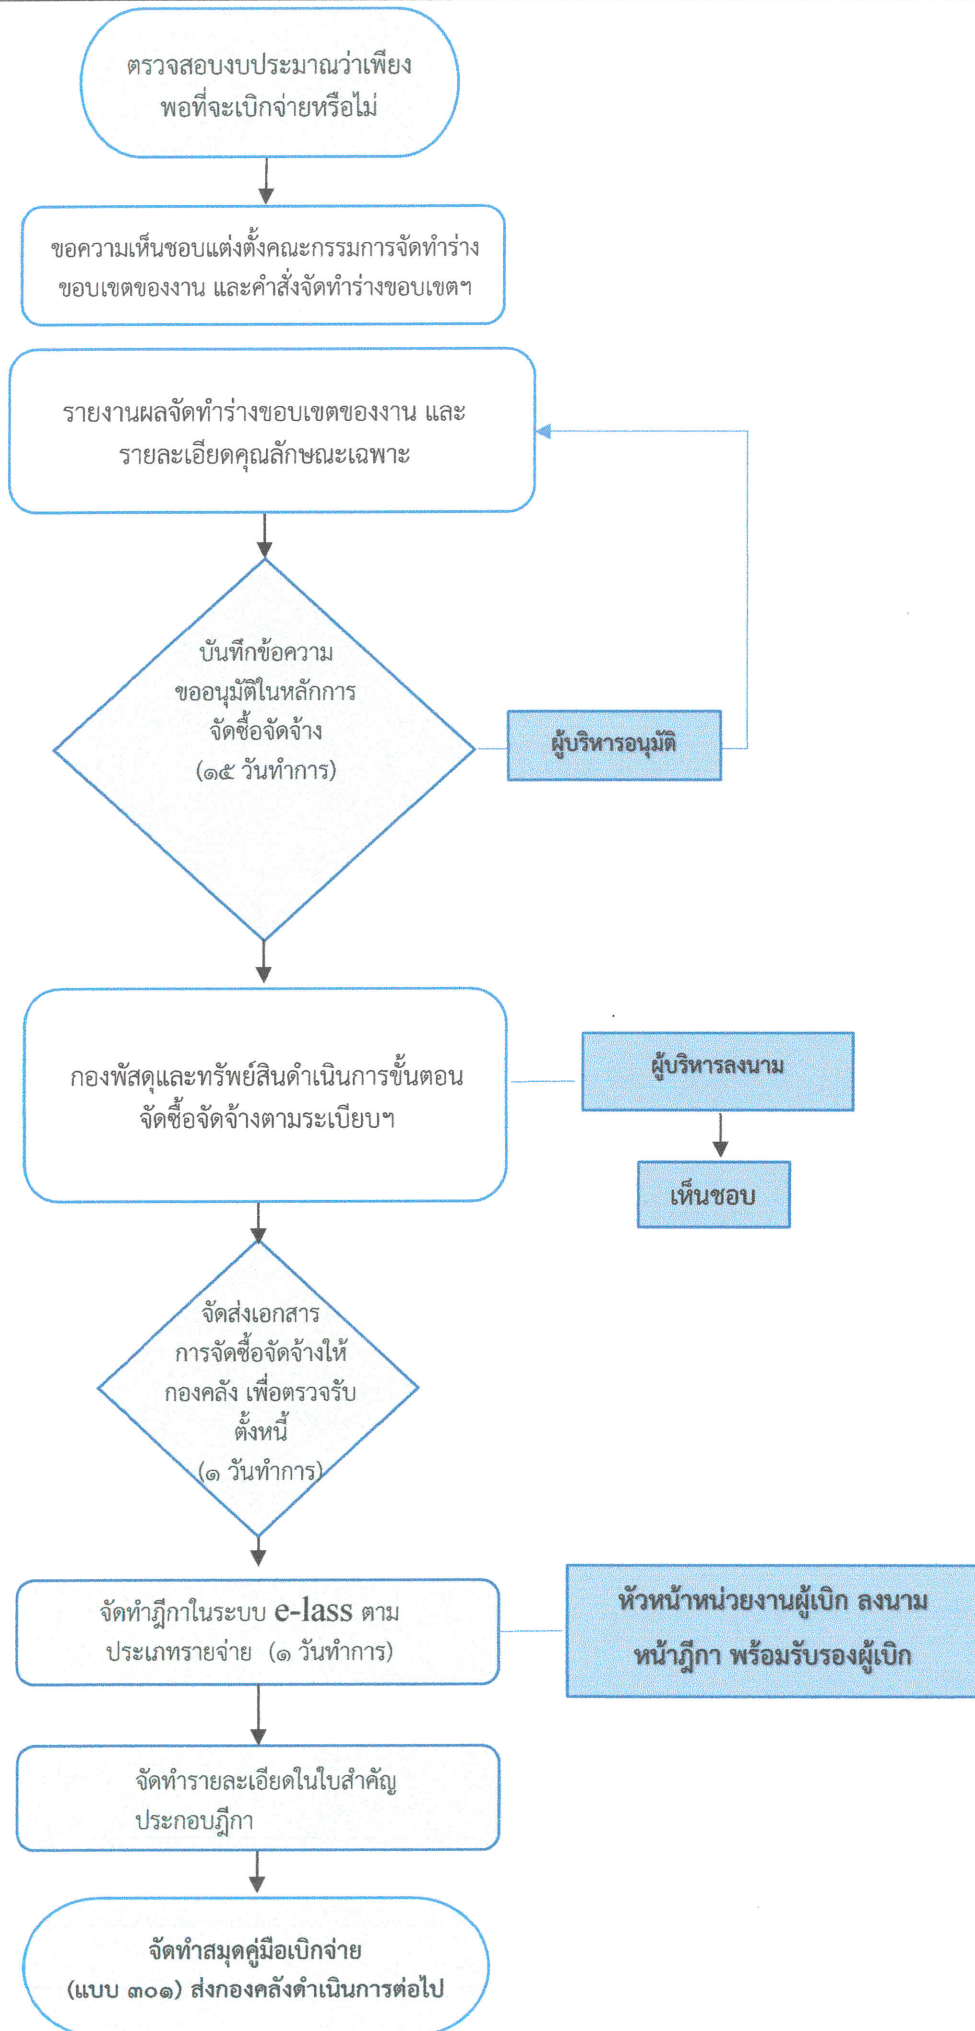 ตรวจสอบงบประมาณว่าเพียง
พอที่จะเบิกจ่ายหรือไม่
ขอความเห็นชอบแต่งตั้งคณะกรรมการจัดทำร่าง
ขอบเขตของงาน และคำสั่งจัดทำร่างขอบเขตฯ
รายงานผลจัดทำร่างขอบเขตของงาน และ
รายละเอียดคุณลักษณะเฉพาะ
บันทึกข้อความ
ขออนุมัติในหลักการ
จัดซื้อจัดจ้าง
(๑๕ วันทำการ)
ผู้บริหารอนุมัติ
กองพัสดุและทรัพย์สินดำเนินการขั้นตอน
จัดซื้อจัดจ้างตามระเบียบฯ
ผู้บริหารลงนาม
เห็นชอบ
จัดส่งเอกสาร
การจัดซื้อจัดจ้างให้
กองคลัง เพื่อตรวจรับ
ตั้งหนี้
(๑ วันทำการ)
จัดทำฎีกาในระบบ e-lass ตาม
ประเภทรายจ่าย (๑ วันทำการ)
หัวหน้าหน่วยงานผู้เบิก ลงนาม
หน้าฎีกา พร้อมรับรองผู้เบิก
จัดทำรายละเอียดในใบสำคัญ
ประกอบฎีกา
จัดทำสมุดคู่มือเบิกจ่าย
(แบบ ๓๐๑) ส่งกองคลังดำเนินการต่อไป